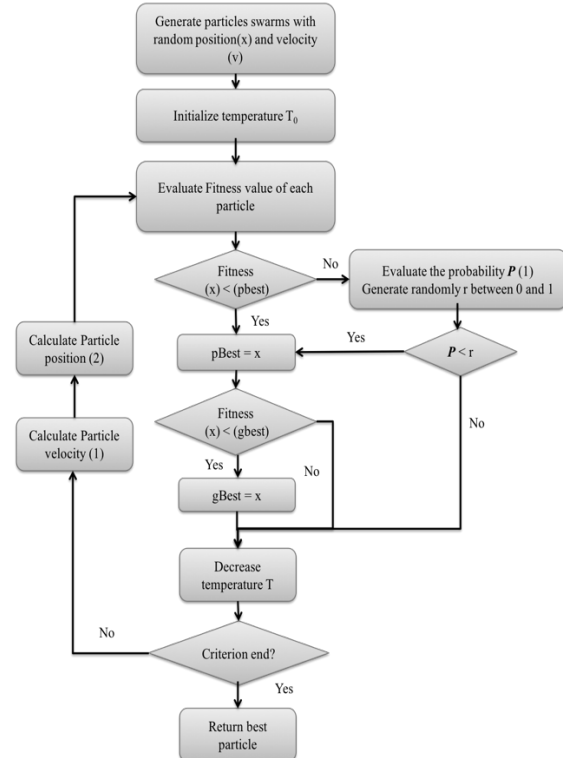 Generate particles swarms with
random position(x) and velocity
(v)
Initialize temperature T₀
Evaluate Fitness value of each
particle
Fitness
(x) < (pbest)
No
Evaluate the probability P (1)
Generate randomly r between 0 and 1
Yes
Calculate Particle
position (2)
pBest = x
Yes
P < r
Fitness
(x) < (gbest)
No
Calculate Particle
velocity (1)
Yes
No
gBest = x
Decrease
temperature T
No
Criterion end?
Yes
Return best
particle